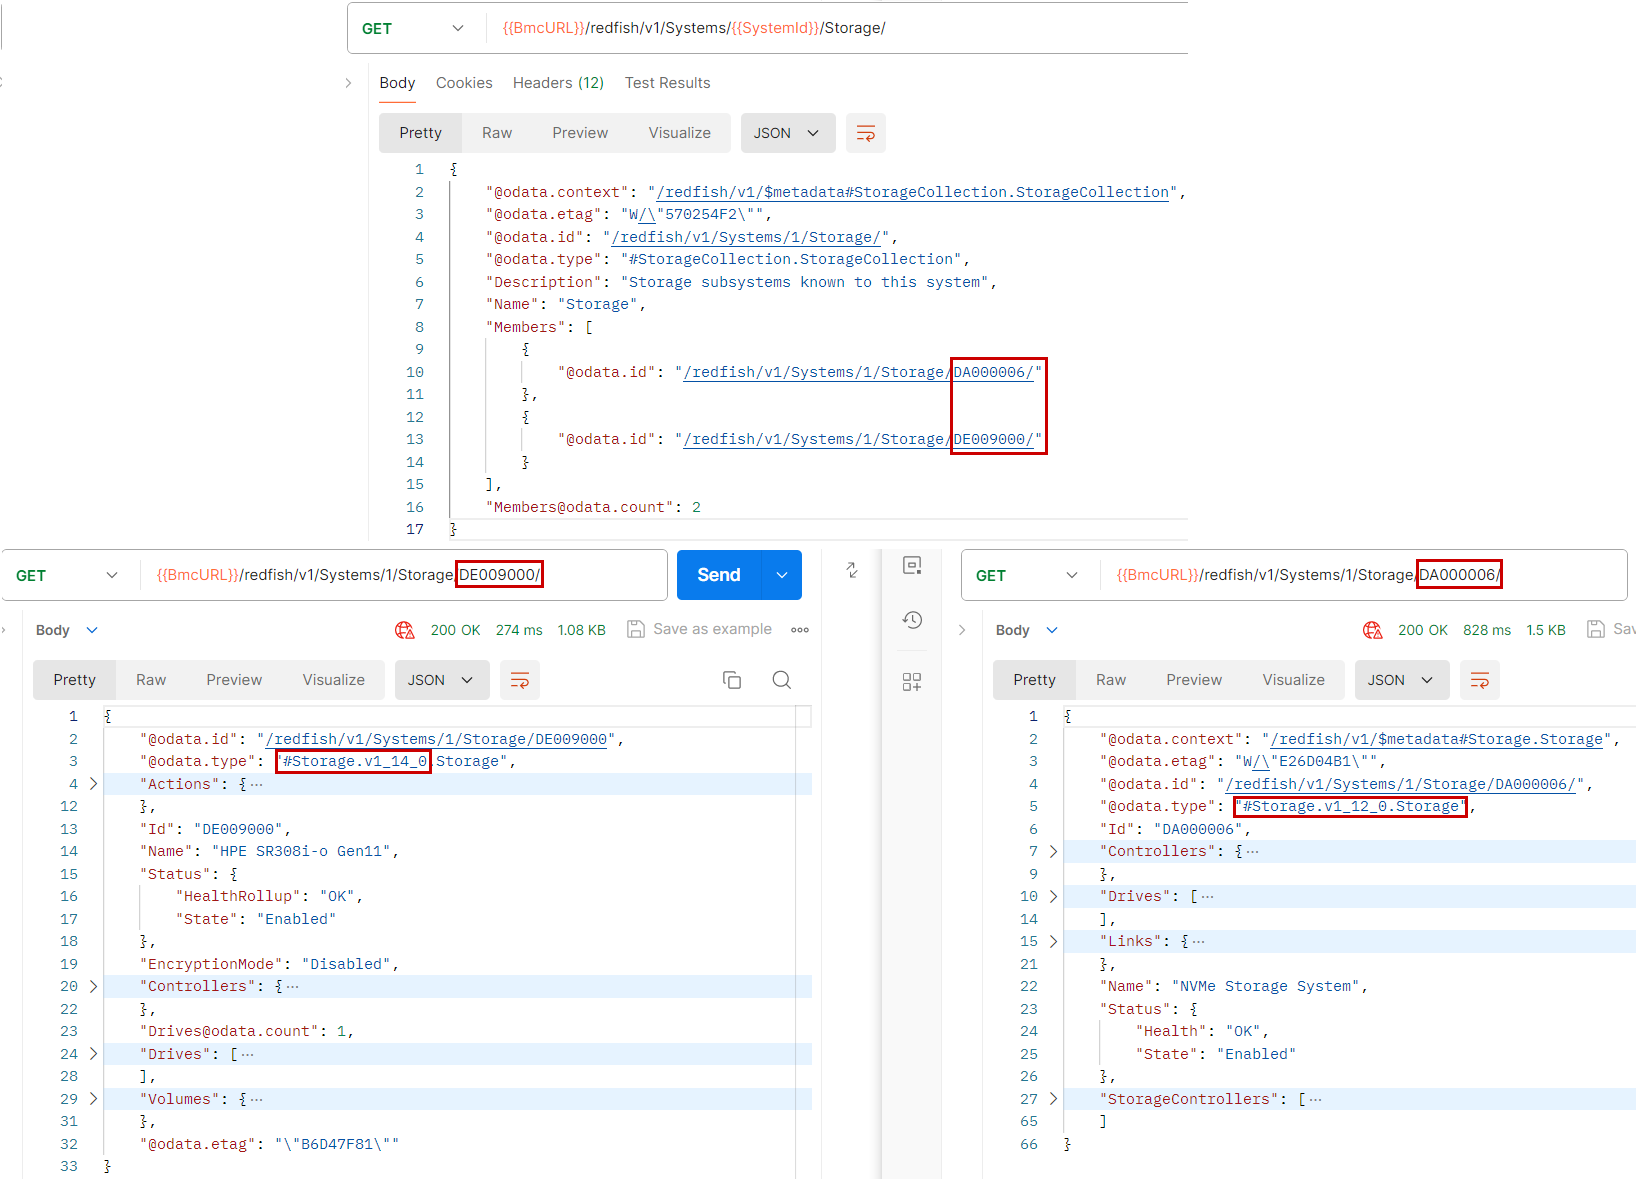 GET {{BmcURL}}/redfish/v1/Systems/{{SystemId}}/Storage/
Body Cookies Headers (12) Test Results
Pretty Raw Preview Visualize JSON
1 {
2 "@odata.context": "/redfish/v1/$metadata#StorageCollection.StorageCollection",
3 "@odata.etag": "W/\"570254F2\"",
4 "@odata.id": "/redfish/v1/Systems/1/Storage/",
5 "@odata.type": "#StorageCollection.StorageCollection",
6 "Description": "Storage subsystems known to this system",
7 "Name": "Storage",
8 "Members": [
9 {
10 "@odata.id": "/redfish/v1/Systems/1/Storage/DA000006/"
11 },
12 {
13 "@odata.id": "/redfish/v1/Systems/1/Storage/DE009000/"
14 }
15 ],
16 "Members@odata.count": 2
17 }
GET {{BmcURL}}/redfish/v1/Systems/1/Storage/DE009000/ Send
Body 200 OK 274 ms 1.08 KB Save as example
Pretty Raw Preview Visualize JSON
1 {
2 "@odata.id": "/redfish/v1/Systems/1/Storage/DE009000",
3 "@odata.type": "#Storage.v1_14_0.Storage",
4 "Actions": {
12 },
13 "Id": "DE009000",
14 "Name": "HPE SR308i-o Gen11",
15 "Status": {
16 "HealthRollup": "OK",
17 "State": "Enabled"
18 },
19 "EncryptionMode": "Disabled",
20 "Controllers": {
22 },
23 "Drives@odata.count": 1,
24 "Drives": [
28 ],
29 "Volumes": {
31 },
32 "@odata.etag": "\"B6D47F81\""
33 }
GET {{BmcURL}}/redfish/v1/Systems/1/Storage/DA000006/
Body 200 OK 828 ms 1.5 KB Sav
Pretty Raw Preview Visualize JSON
1 {
2 "@odata.context": "/redfish/v1/$metadata#Storage.Storage",
3 "@odata.etag": "W/\"E26D04B1\"",
4 "@odata.id": "/redfish/v1/Systems/1/Storage/DA000006/",
5 "@odata.type": "#Storage.v1_12_0.Storage",
6 "Id": "DA000006",
7 "Controllers": {
9 },
10 "Drives": [
14 ],
15 "Links": {
21 },
22 "Name": "NVMe Storage System",
23 "Status": {
24 "Health": "OK",
25 "State": "Enabled"
26 },
27 "StorageControllers": [
65 ]
66 }